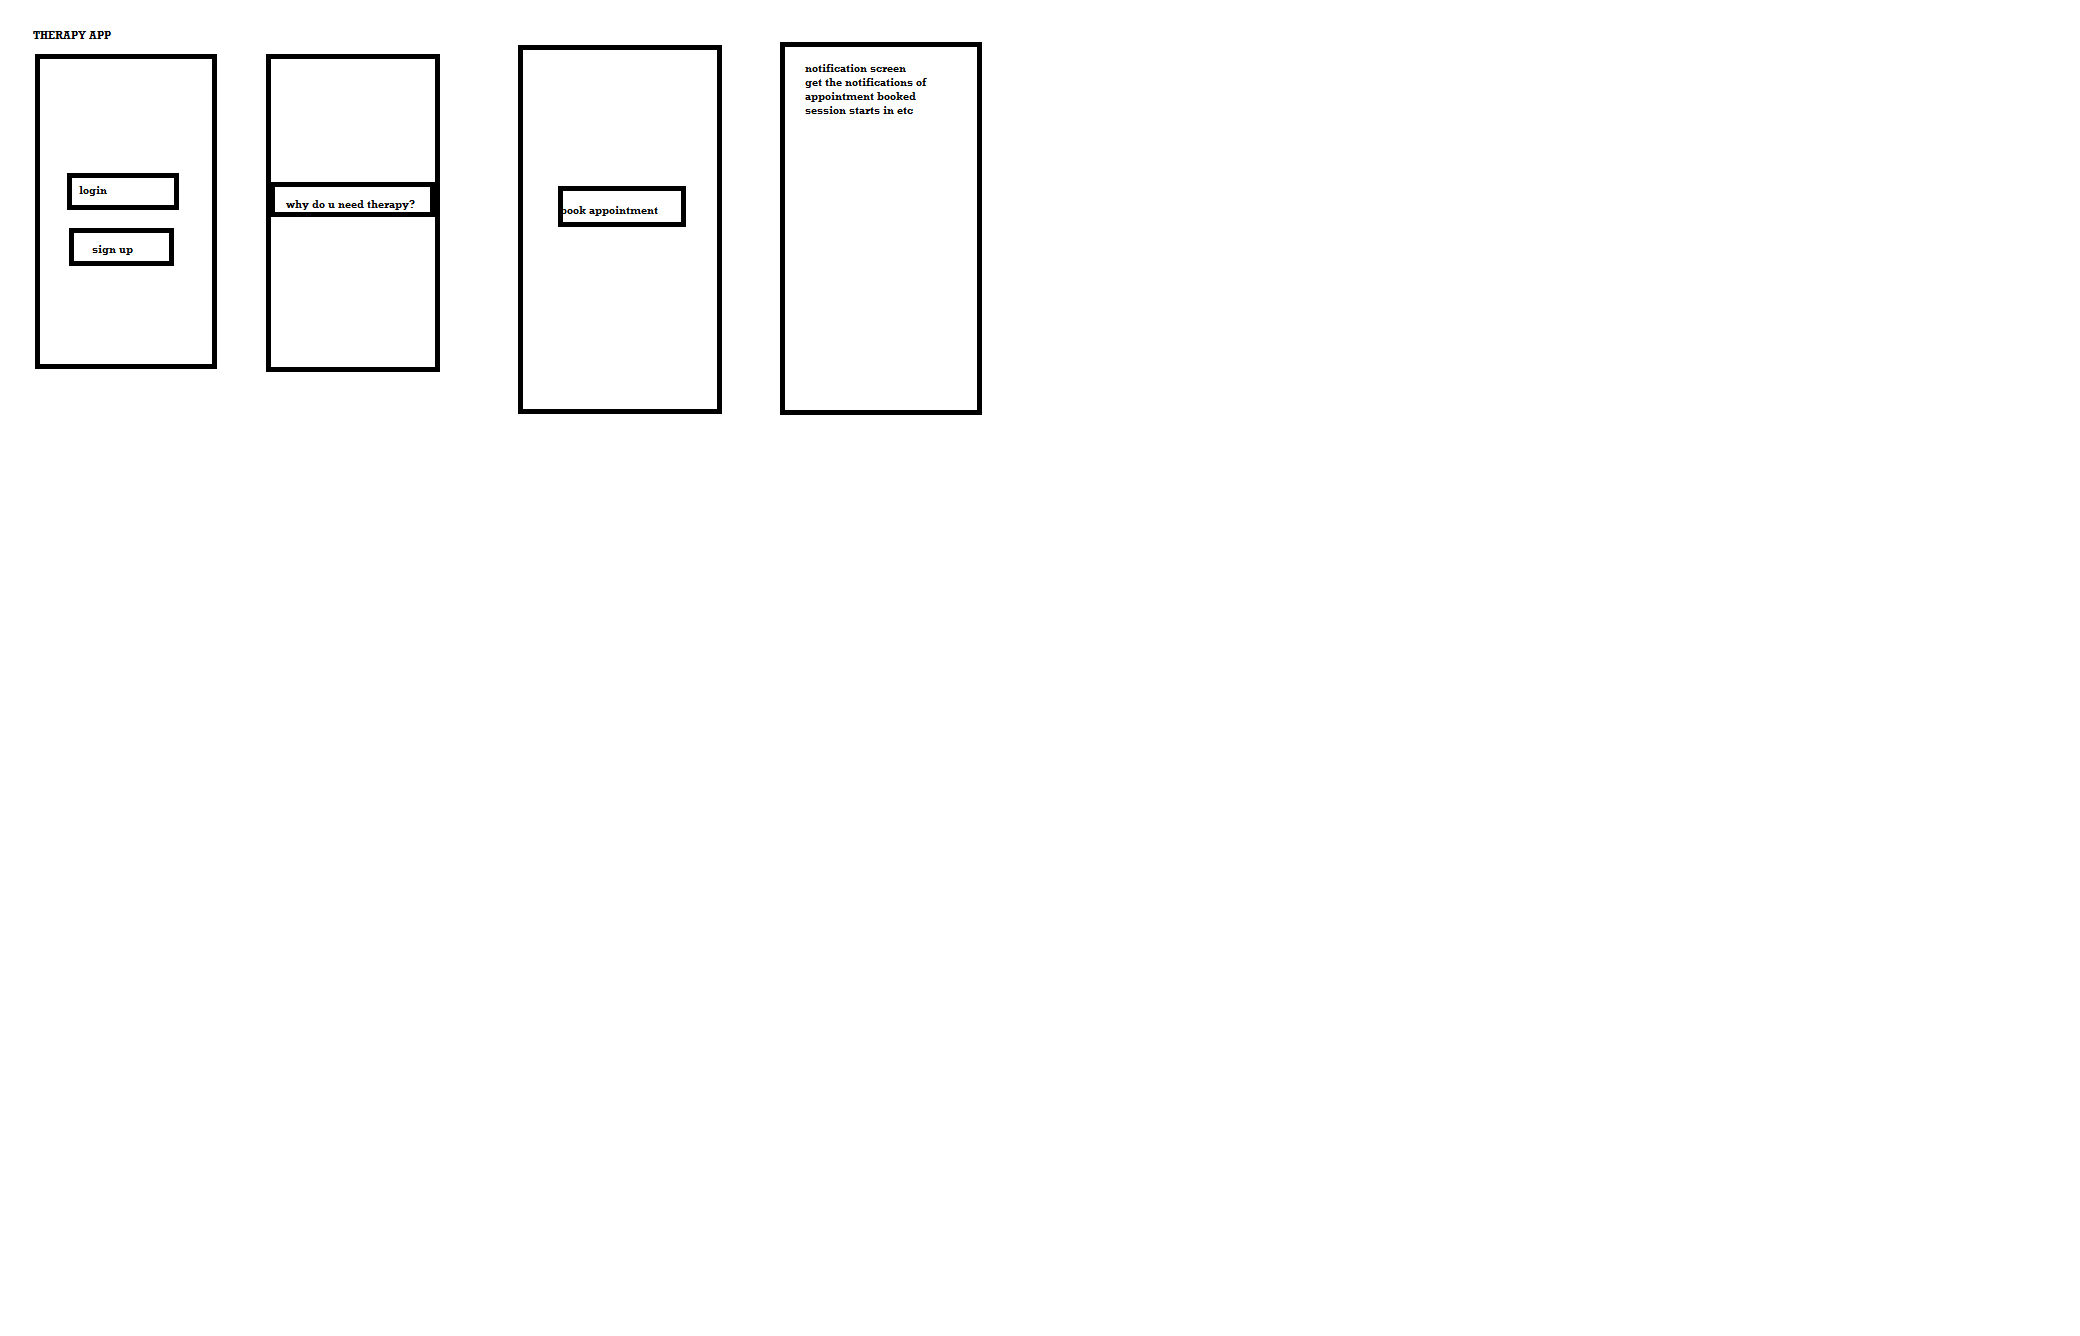 THERAPY APP
login
sign up
why do u need therapy?
book appointment
notification screen
get the notifications of
appointment booked
session starts in etc